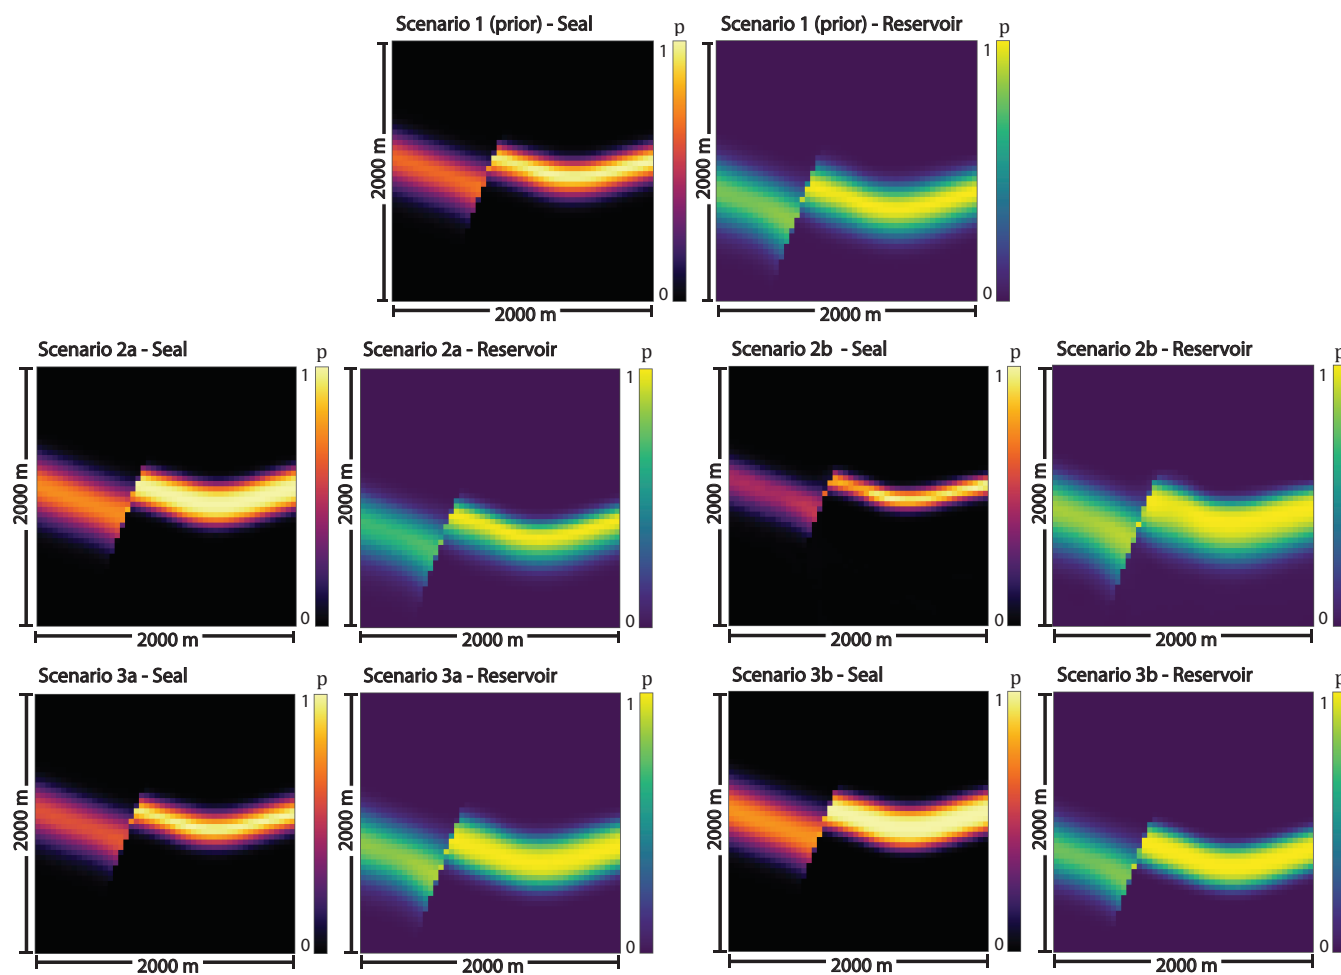 Scenario 1 (prior) - Seal p
Scenario 1 (prior) - Reservoir p
1
1
2000 m
2000 m
0
0
2000 m
2000 m
Scenario 2a - Seal p
Scenario 2a - Reservoir p
Scenario 2b - Seal p
Scenario 2b - Reservoir p
1
1
1
1
2000 m
2000 m
2000 m
2000 m
0
0
0
0
2000 m
2000 m
2000 m
2000 m
Scenario 3a - Seal p
Scenario 3a - Reservoir p
Scenario 3b - Seal p
Scenario 3b - Reservoir p
1
1
1
1
2000 m
2000 m
2000 m
2000 m
0
0
0
0
2000 m
2000 m
2000 m
2000 m